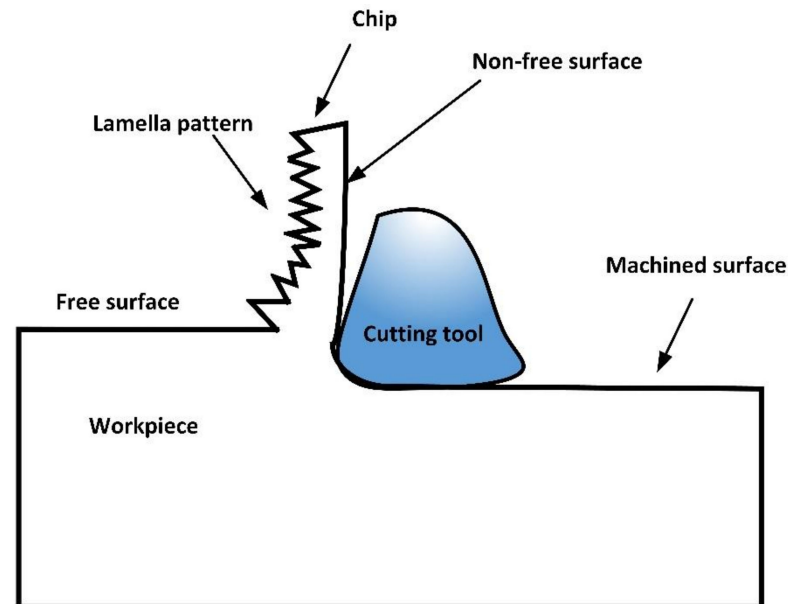 Chip
Non-free surface
Lamella pattern
Machined surface
Free surface
Cutting tool
Workpiece